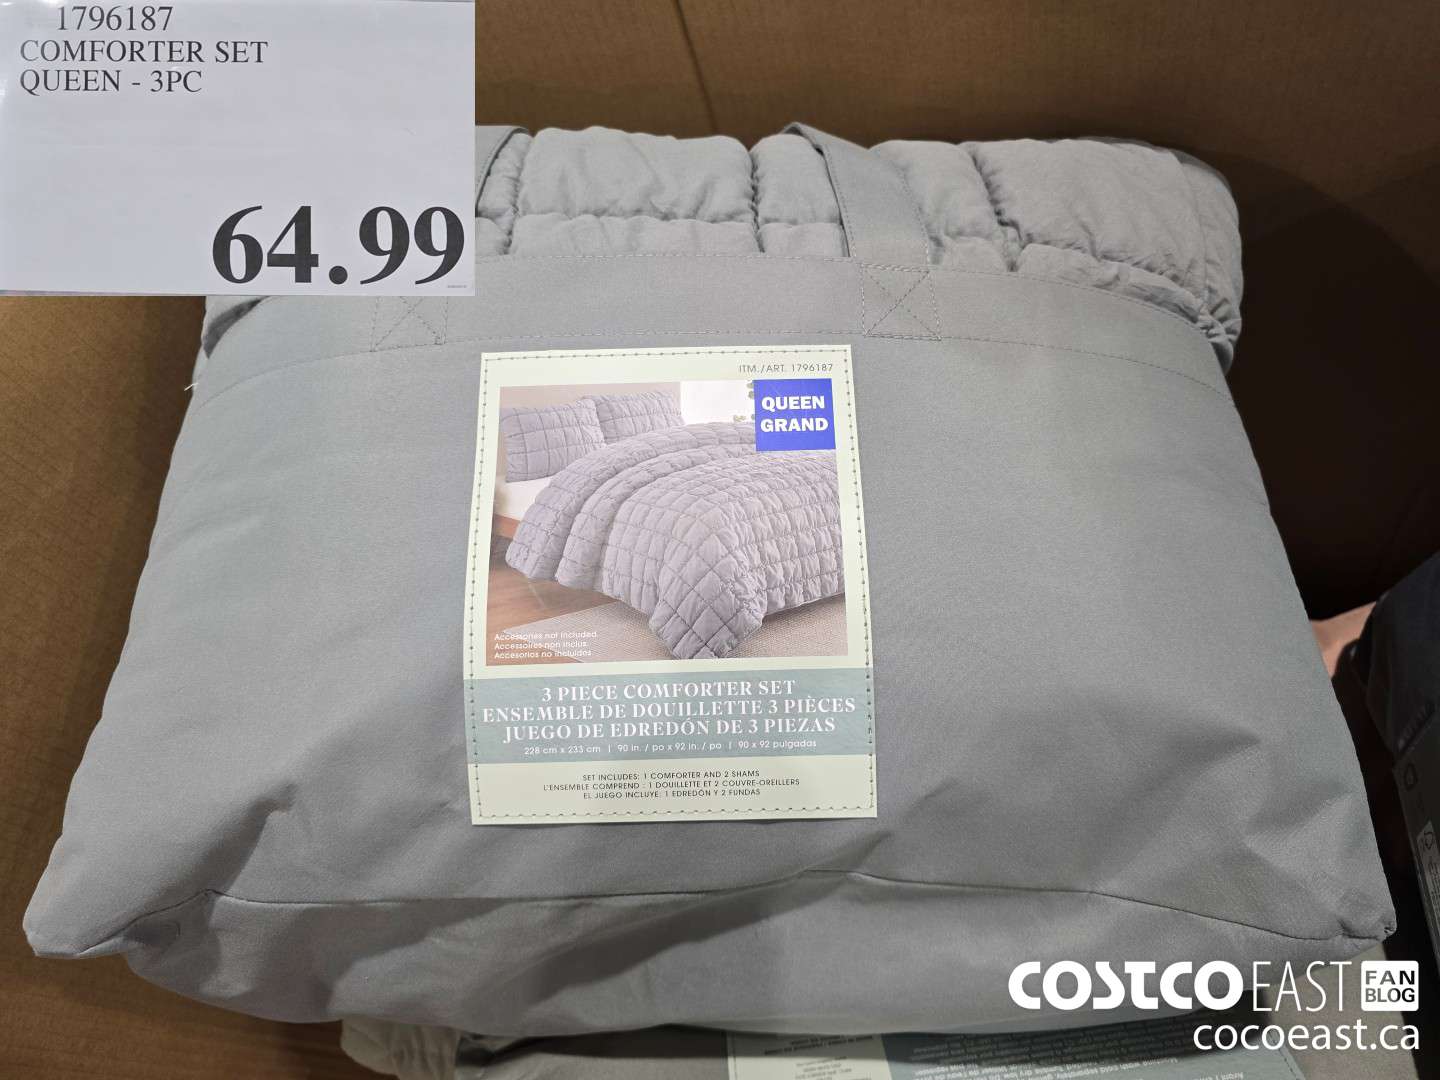 1796187
COMFORTER SET
QUEEN - 3PC
64.99
ITM./ART. 1796187
QUEEN
GRAND
Accessories not included.
Accessoires non inclus.
Accesorios no incluidos.
3 PIECE COMFORTER SET
ENSEMBLE DE DOUILLETTE 3 PIÈCES
JUEGO DE EDREDÓN DE 3 PIEZAS
228 cm x 233 cm | 90 in. / po x 92 in. / po | 90 x 92 pulgadas
SET INCLUDES: 1 COMFORTER AND 2 SHAMS
L'ENSEMBLE COMPREND : 1 DOUILLETTE ET 2 COUVRE-OREILLERS
EL JUEGO INCLUYE: 1 EDREDÓN Y 2 FUNDAS
COSTCO EAST FAN BLOG
cocoeast.ca